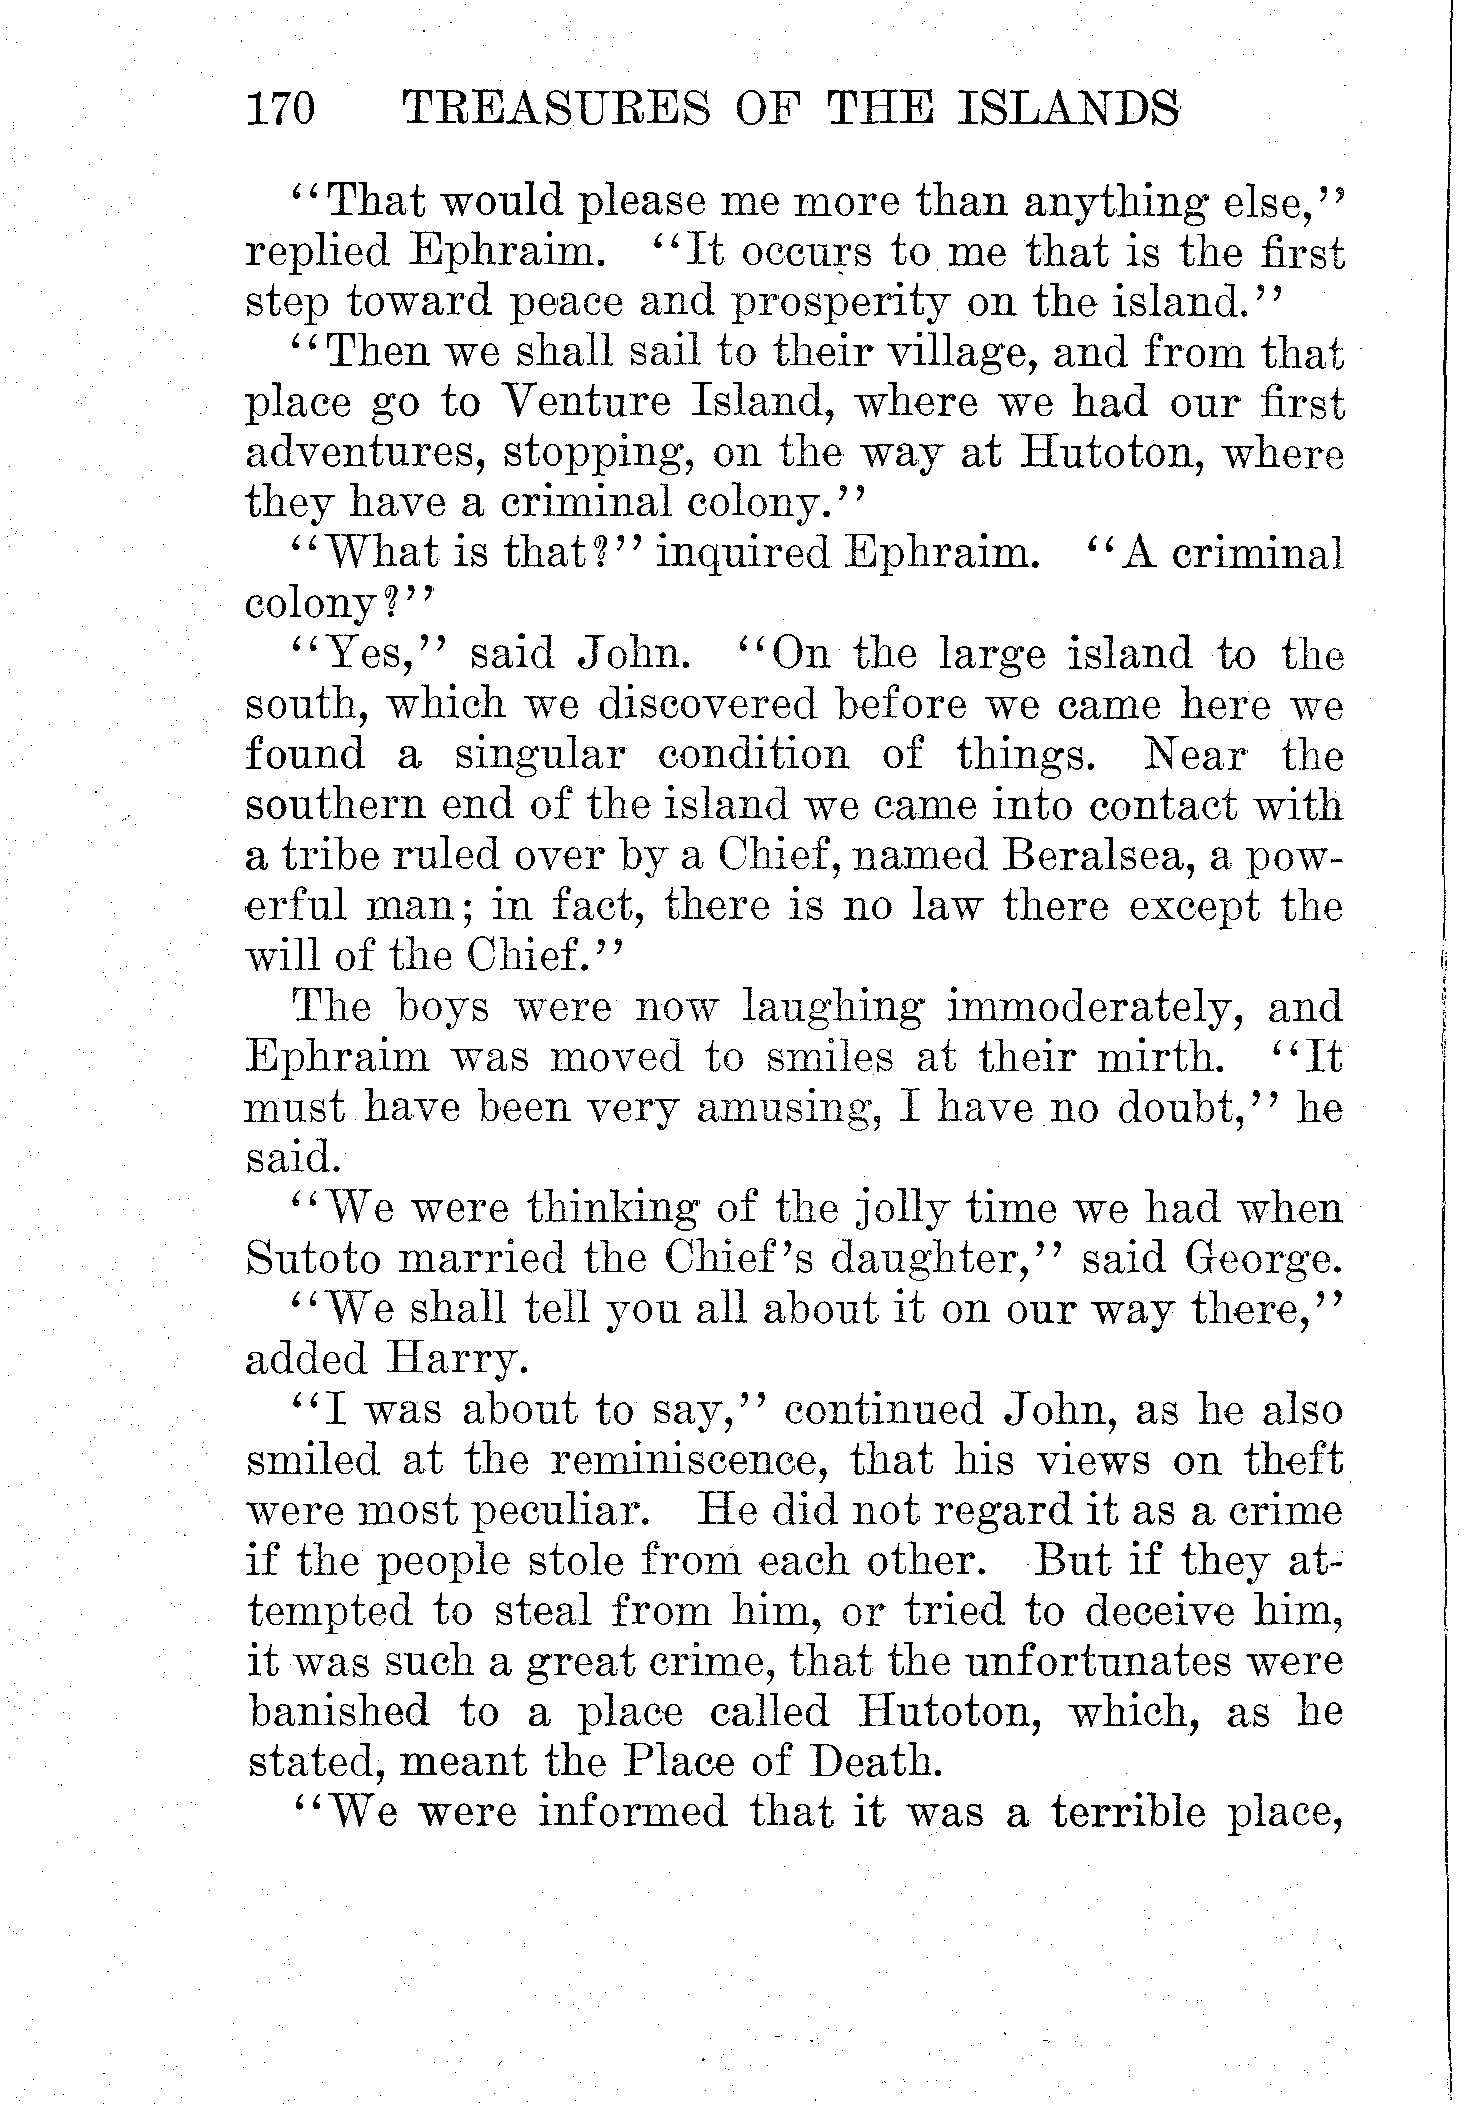 170 TREASURES OF THE ISLANDS
"That would please me more than anything else,"
replied Ephraim. "It occurs to me that is the first
step toward peace and prosperity on the island."
"Then we shall sail to their village, and from that
place go to Venture Island, where we had our first
adventures, stopping, on the way at Hutoton, where
they have a criminal colony."
"What is that?" inquired Ephraim. "A criminal
colony?"
"Yes," said John. "On the large island to the
south, which we discovered before we came here we
found a singular condition of things. Near the
southern end of the island we came into contact with
a tribe ruled over by a Chief, named Beralsea, a pow-
erful man; in fact, there is no law there except the
will of the Chief."
The boys were now laughing immoderately, and
Ephraim was moved to smiles at their mirth. "It
must have been very amusing, I have no doubt," he
said.
"We were thinking of the jolly time we had when
Sutoto married the Chief's daughter," said George.
"We shall tell you all about it on our way there,"
added Harry.
"I was about to say," continued John, as he also
smiled at the reminiscence, that his views on theft
were most peculiar. He did not regard it as a crime
if the people stole from each other. But if they at-
tempted to steal from him, or tried to deceive him,
it was such a great crime, that the unfortunates were
banished to a place called Hutoton, which, as he
stated, meant the Place of Death.
"We were informed that it was a terrible place,